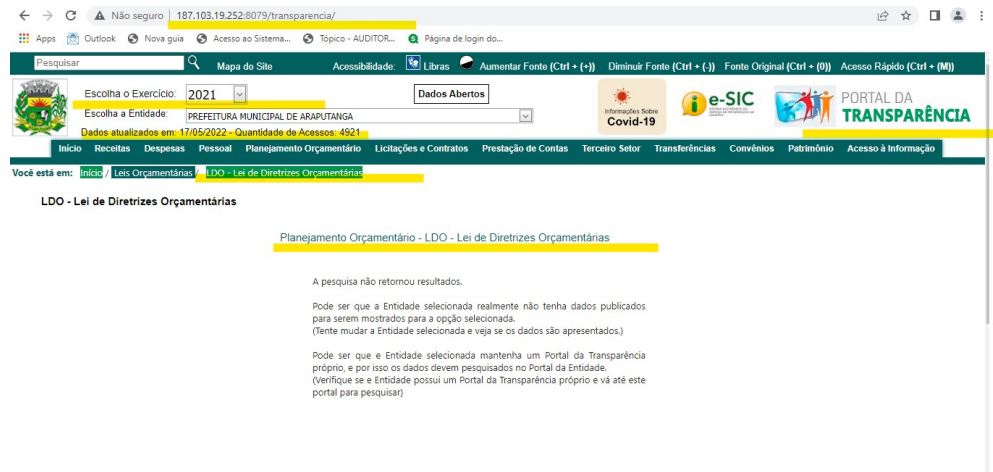 Não seguro | 187.103.19.252:8079/transparencia/
Apps Outlook Nova guia Acesso ao Sistema... Tópico - AUDITOR... Página de login do...
Pesquisar Mapa do Site Acessibilidade: Libras Aumentar Fonte (Ctrl + (+)) Diminuir Fonte (Ctrl + (-)) Fonte Original (Ctrl + (0)) Acesso Rápido (Ctrl + (M))
Escolha o Exercício: 2021 Dados Abertos
Escolha a Entidade: PREFEITURA MUNICIPAL DE ARAPUTANGA
Dados atualizados em: 17/05/2022 - Quantidade de Acessos: 4921
Informações Sobre
Covid-19
e-SIC
PORTAL DA
TRANSPARÊNCIA
Início Receitas Despesas Pessoal Planejamento Orçamentário Licitações e Contratos Prestação de Contas Terceiro Setor Transferências Convênios Patrimônio Acesso à Informação
Você está em: Início / Leis Orçamentárias / LDO - Lei de Diretrizes Orçamentárias
LDO - Lei de Diretrizes Orçamentárias
Planejamento Orçamentário - LDO - Lei de Diretrizes Orçamentárias
A pesquisa não retornou resultados.
Pode ser que a Entidade selecionada realmente não tenha dados publicados
para serem mostrados para a opção selecionada.
(Tente mudar a Entidade selecionada e veja se os dados são apresentados.)
Pode ser que e Entidade selecionada mantenha um Portal da Transparência
próprio, e por isso os dados devem pesquisados no Portal da Entidade.
(Verifique se e Entidade possui um Portal da Transparência próprio e vá até este
portal para pesquisar)